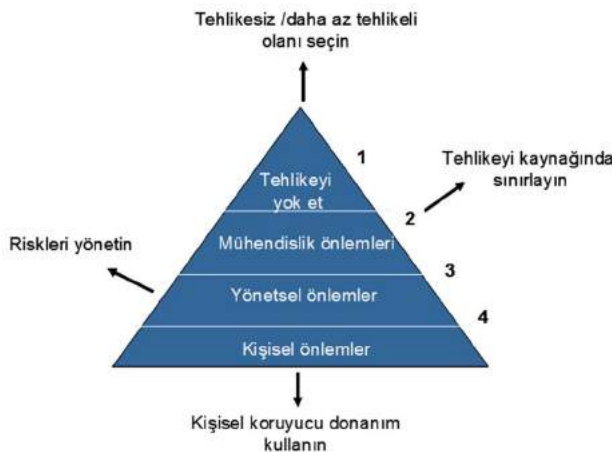 Tehlikesiz /daha az tehlikeli
olanı seçin
1
Tehlikeyi kaynağında
sınırlayın
Tehlikeyi
yok et
2
Riskleri yönetin
Mühendislik önlemleri
3
Yönetsel önlemler
4
Kişisel önlemler
Kişisel koruyucu donanım
kullanın